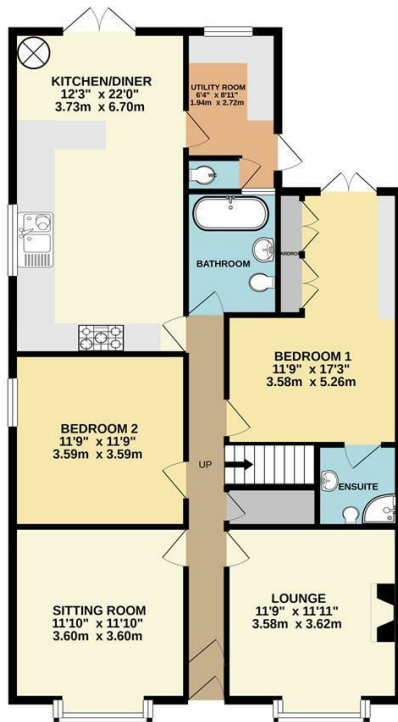 KITCHEN/DINER
12'3" x 22'0"
3.73m x 6.70m
UTILITY ROOM
6'4" x 8'11"
1.94m x 2.72m
WC
BATHROOM
BEDROOM 1
11'9" x 17'3"
3.58m x 5.26m
BEDROOM 2
11'9" x 11'9"
3.59m x 3.59m
UP
ENSUITE
SITTING ROOM
11'10" x 11'10"
3.60m x 3.60m
LOUNGE
11'9" x 11'11"
3.58m x 3.62m